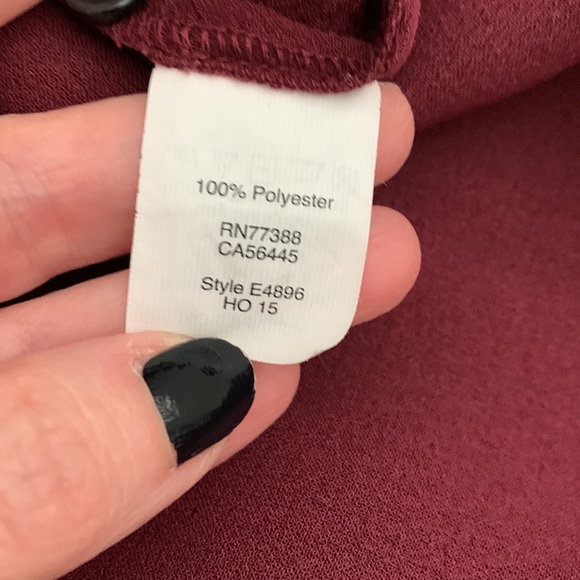 100% Polyester
RN77388
CA56445
Style E4896
HO 15